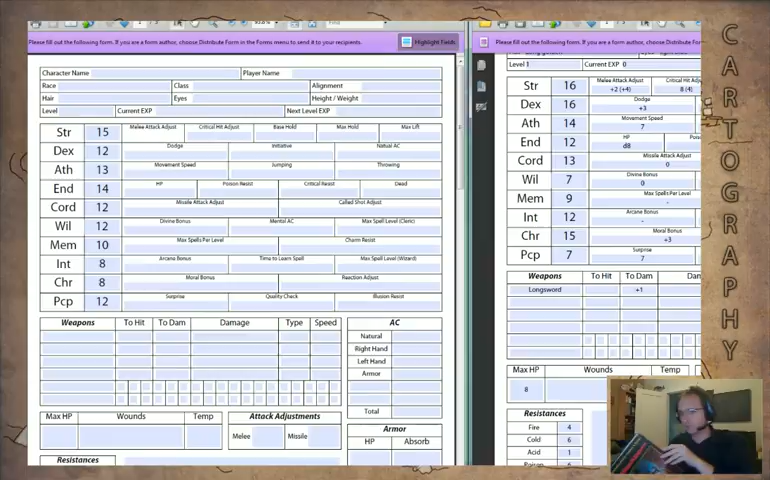 Please fill out the following form. If you are a form author, choose Distribute Form in the Forms menu to send it to your recipients.
Highlight Fields
Character Name
Player Name
Race
Class
Alignment
Hair
Eyes
Height / Weight
Level
Current EXP
Next Level EXP
Str 15 Melee Attack Adjust Critical Hit Adjust Base Hold Max Hold Max Lift
Dex 12 Dodge Initiative Natual AC
Ath 13 Movement Speed Jumping Throwing
End 14 HP Poison Resist Critical Resist Dead
Cord 12 Missile Attack Adjust Called Shot Adjust
Wil 12 Divine Bonus Mental AC Max Spell Level (Cleric)
Mem 10 Max Spells Per Level Charm Resist
Int 8 Arcane Bonus Time to Learn Spell Max Spell Level (Wizard)
Chr 8 Moral Bonus Reaction Adjust
Pcp 12 Surprise Quality Check Illusion Resist
Weapons To Hit To Dam Damage Type Speed
AC
Natural
Right Hand
Left Hand
Armor
Total
Max HP Wounds Temp
Attack Adjustments
Melee Missile
Armor
HP Absorb
Resistances
Please fill out the following form. If you are a form author, choose Distribute
Level 1 Current EXP 0
Str 16 Melee Attack Adjust Critical Hit Adj
+2 (+4) 8 (4)
Dex 16 Dodge
+3
Ath 14 Movement Speed
7
End 12 HP
d8
Cord 13 Missile Attack Adjust
0
Wil 7 Divine Bonus
0
Mem 9 Max Spells Per Level
-
Int 12 Arcane Bonus
-
Chr 15 Moral Bonus
+3
Pcp 7 Surprise
7
Weapons To Hit To Dam Dam
Longsword +1
Max HP Wounds Temp
8
Resistances
Fire 4
Cold 6
Acid 1
CARTOGRAPHY